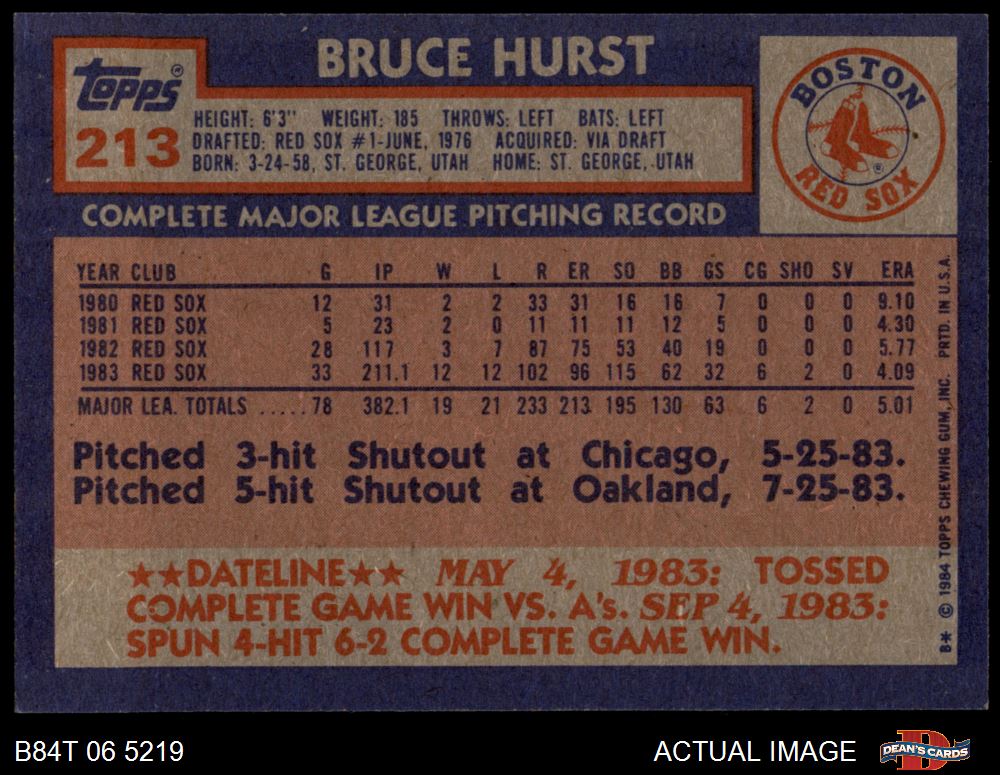 BRUCE HURST
Topps®
213
HEIGHT: 6'3" WEIGHT: 185 THROWS: LEFT BATS: LEFT
DRAFTED: RED SOX #1-JUNE, 1976 ACQUIRED: VIA DRAFT
BORN: 3-24-58, ST. GEORGE, UTAH HOME: ST. GEORGE, UTAH
BOSTON
RED SOX
®
COMPLETE MAJOR LEAGUE PITCHING RECORD
YEAR CLUB G IP W L R ER SO BB GS CG SHO SV ERA
1980 RED SOX 12 31 2 2 33 31 16 16 7 0 0 0 9.10
1981 RED SOX 5 23 2 0 11 11 11 12 5 0 0 0 4.30
1982 RED SOX 28 117 3 7 87 75 53 40 19 0 0 0 5.77
1983 RED SOX 33 211.1 12 12 102 96 115 62 32 6 2 0 4.09
MAJOR LEA. TOTALS .....78 382.1 19 21 233 213 195 130 63 6 2 0 5.01
Pitched 3-hit Shutout at Chicago, 5-25-83.
Pitched 5-hit Shutout at Oakland, 7-25-83.
★★DATELINE★★ MAY 4, 1983: TOSSED
COMPLETE GAME WIN VS. A's. SEP 4, 1983:
SPUN 4-HIT 6-2 COMPLETE GAME WIN.
B* © 1984 TOPPS CHEWING GUM, INC. PRTD. IN U.S.A.
B84T 06 5219
ACTUAL IMAGE
D
DEAN'S CARDS